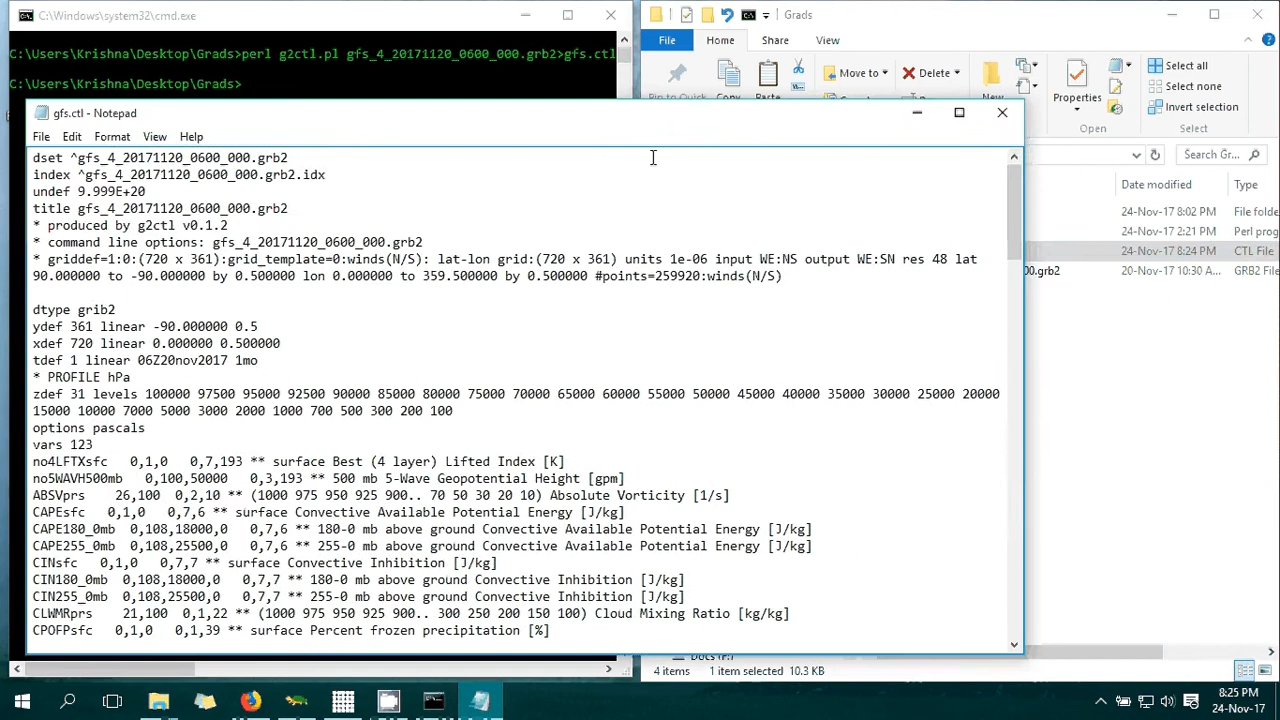 C:\Windows\system32\cmd.exe
C:\Users\Krishna\Desktop\Grads>perl g2ctl.pl gfs_4_20171120_0600_000.grb2>gfs.ctl
C:\Users\Krishna\Desktop\Grads>
Grads
File Home Share View
Move to Delete
Select all
Select none
Invert selection
Paste New Properties
Open Select
Search Gr...
Date modified Type
24-Nov-17 8:02 PM File folde
24-Nov-17 2:21 PM Perl prog
24-Nov-17 8:24 PM CTL File
00.grb2 20-Nov-17 10:30 A... GRB2 File
4 items 1 item selected 10.3 KB
gfs.ctl - Notepad
File Edit Format View Help
dset ^gfs_4_20171120_0600_000.grb2
index ^gfs_4_20171120_0600_000.grb2.idx
undef 9.999E+20
title gfs_4_20171120_0600_000.grb2
* produced by g2ctl v0.1.2
* command line options: gfs_4_20171120_0600_000.grb2
* griddef=1:0:(720 x 361):grid_template=0:winds(N/S): lat-lon grid:(720 x 361) units 1e-06 input WE:NS output WE:SN res 48 lat
90.000000 to -90.000000 by 0.500000 lon 0.000000 to 359.500000 by 0.500000 #points=259920:winds(N/S)
dtype grib2
ydef 361 linear -90.000000 0.5
xdef 720 linear 0.000000 0.500000
tdef 1 linear 06Z20nov2017 1mo
* PROFILE hPa
zdef 31 levels 100000 97500 95000 92500 90000 85000 80000 75000 70000 65000 60000 55000 50000 45000 40000 35000 30000 25000 20000
15000 10000 7000 5000 3000 2000 1000 700 500 300 200 100
options pascals
vars 123
no4LFTXsfc 0,1,0 0,7,193 ** surface Best (4 layer) Lifted Index [K]
no5WAVH500mb 0,100,50000 0,3,193 ** 500 mb 5-Wave Geopotential Height [gpm]
ABSVprs 26,100 0,2,10 ** (1000 975 950 925 900.. 70 50 30 20 10) Absolute Vorticity [1/s]
CAPEsfc 0,1,0 0,7,6 ** surface Convective Available Potential Energy [J/kg]
CAPE180_0mb 0,108,18000,0 0,7,6 ** 180-0 mb above ground Convective Available Potential Energy [J/kg]
CAPE255_0mb 0,108,25500,0 0,7,6 ** 255-0 mb above ground Convective Available Potential Energy [J/kg]
CINsfc 0,1,0 0,7,7 ** surface Convective Inhibition [J/kg]
CIN180_0mb 0,108,18000,0 0,7,7 ** 180-0 mb above ground Convective Inhibition [J/kg]
CIN255_0mb 0,108,25500,0 0,7,7 ** 255-0 mb above ground Convective Inhibition [J/kg]
CLWMRprs 21,100 0,1,22 ** (1000 975 950 925 900.. 300 250 200 150 100) Cloud Mixing Ratio [kg/kg]
CPOFPsfc 0,1,0 0,1,39 ** surface Percent frozen precipitation [%]
8:25 PM
24-Nov-17